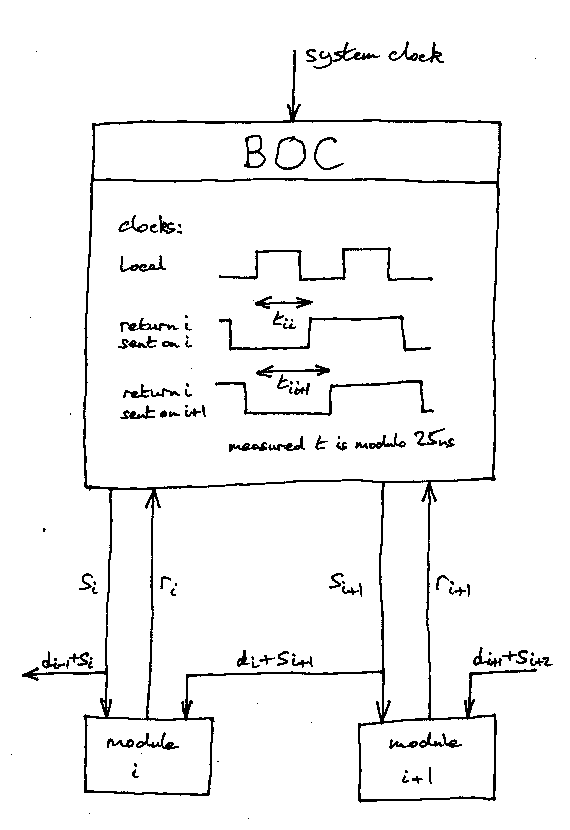 system clock
BOC
clocks:
Local
return i
sent on i
t_ii
return i
sent on i+1
t_ii+1
measured t is modulo 25ns
S_i
r_i
S_i+1
r_i+1
d_i-1+S_i
d_i+S_i+1
d_i+1+S_i+2
module
i
module
i+1